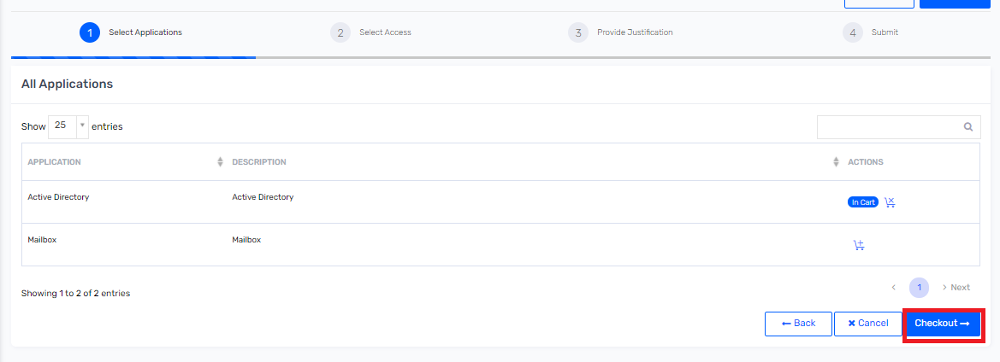 1 Select Applications 2 Select Access 3 Provide Justification 4 Submit
All Applications
Show 25 entries
APPLICATION DESCRIPTION ACTIONS
Active Directory Active Directory In Cart
Mailbox Mailbox
Showing 1 to 2 of 2 entries
1 Next
Back Cancel Checkout